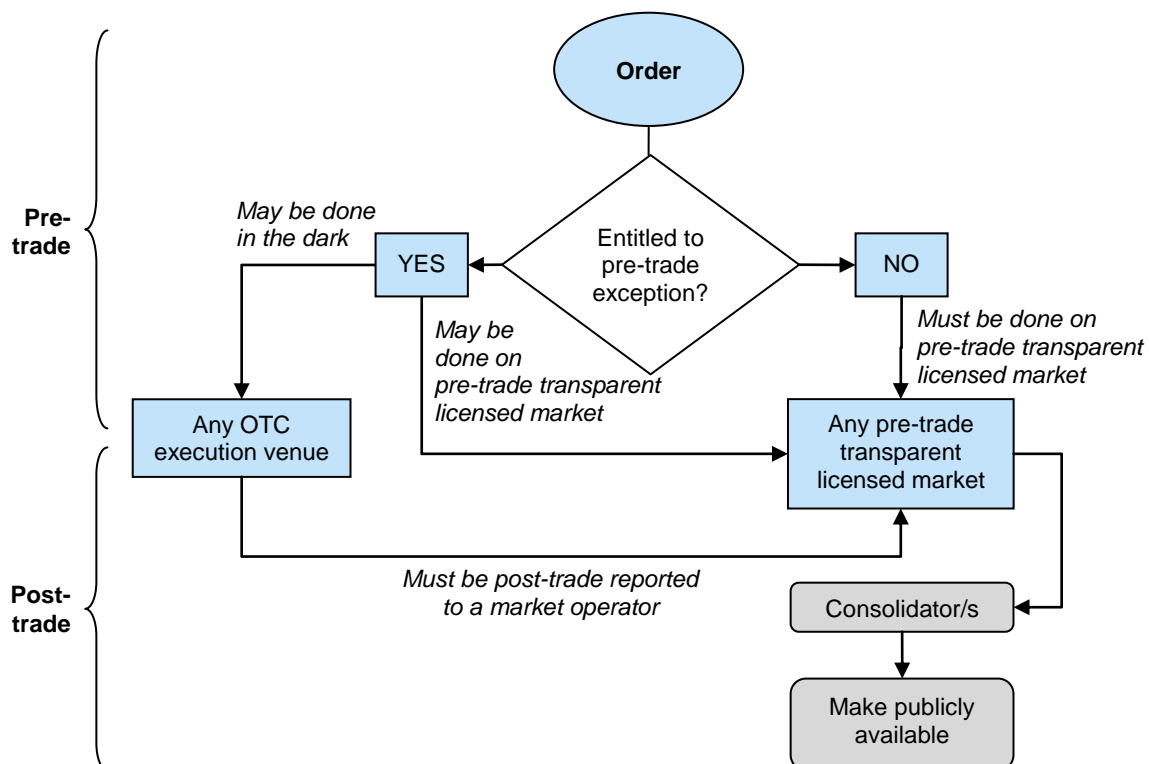 Order
Pre-
trade
May be done
in the dark
YES
Entitled to
pre-trade
exception?
NO
May be
done on
pre-trade transparent
licensed market
Must be done on
pre-trade transparent
licensed market
Any OTC
execution venue
Any pre-trade
transparent
licensed market
Post-
trade
Must be post-trade reported
to a market operator
Consolidator/s
Make publicly
available